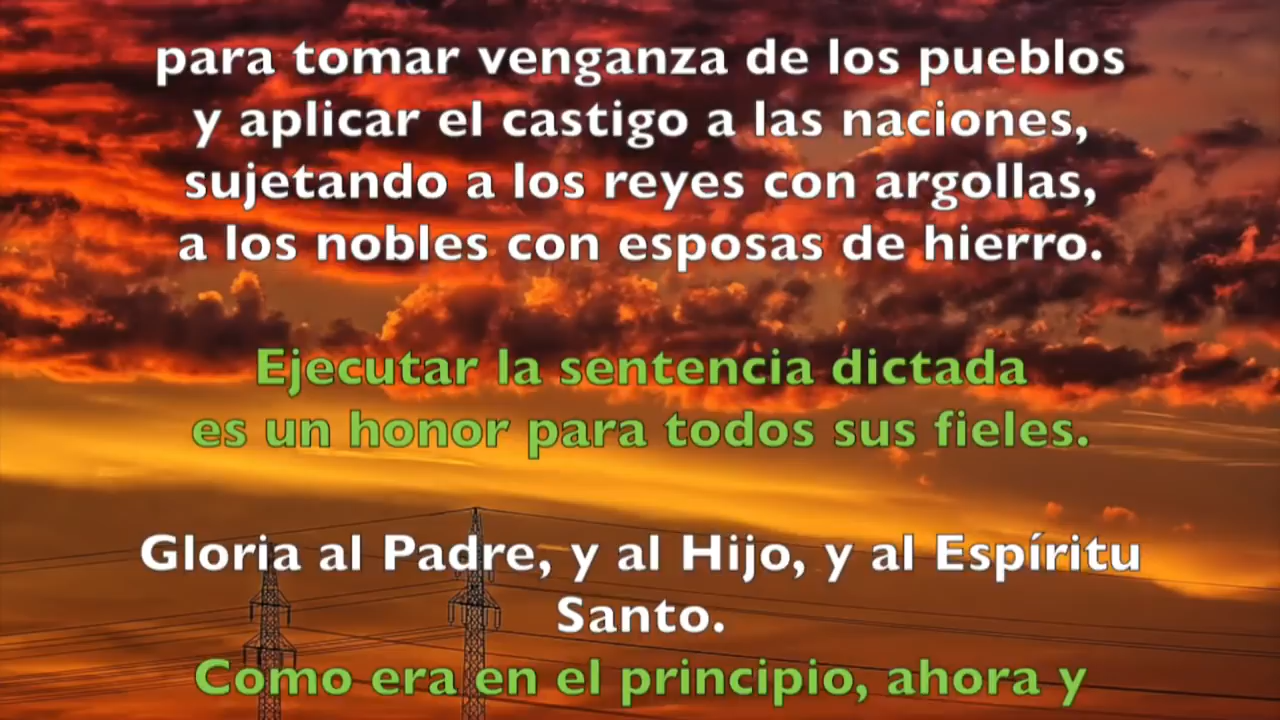 para tomar venganza de los pueblos
y aplicar el castigo a las naciones,
sujetando a los reyes con argollas,
a los nobles con esposas de hierro.
Ejecutar la sentencia dictada
es un honor para todos sus fieles.
Gloria al Padre, y al Hijo, y al Espíritu
Santo.
Como era en el principio, ahora y